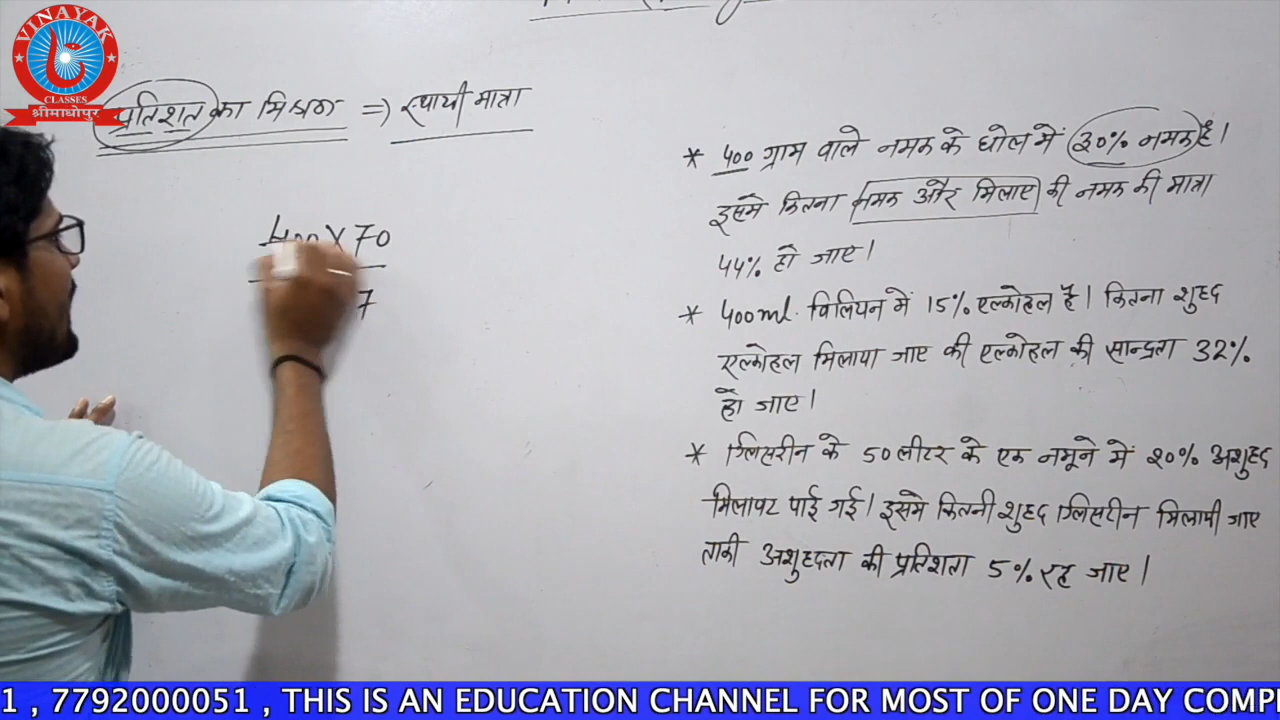 VINAYAK
CLASSES
श्रीमाधोपुर
प्रतिशत का मिश्रण => स्थायी मात्रा
400 x 70
7
* 400 ग्राम वाले नमक के घोल में 30% नमक है।
इसमे कितना नमक और मिलाए की नमक की मात्रा
44% हो जाए।
* 400ml. विलियन में 15% एल्कोहल है। कितना शुद्द
एल्कोहल मिलाया जाए की एल्कोहल की सान्द्रता 32%
हो जाए।
* ग्लिसरीन के 50 लीटर के एक नमूने में 20% अशुद्द
मिलावट पाई गई। इसमे कितनी शुद्द ग्लिसरीन मिलायी जाए
ताकी अशुद्दता की प्रतिशता 5% रह जाए।
1 , 7792000051 , THIS IS AN EDUCATION CHANNEL FOR MOST OF ONE DAY COMP